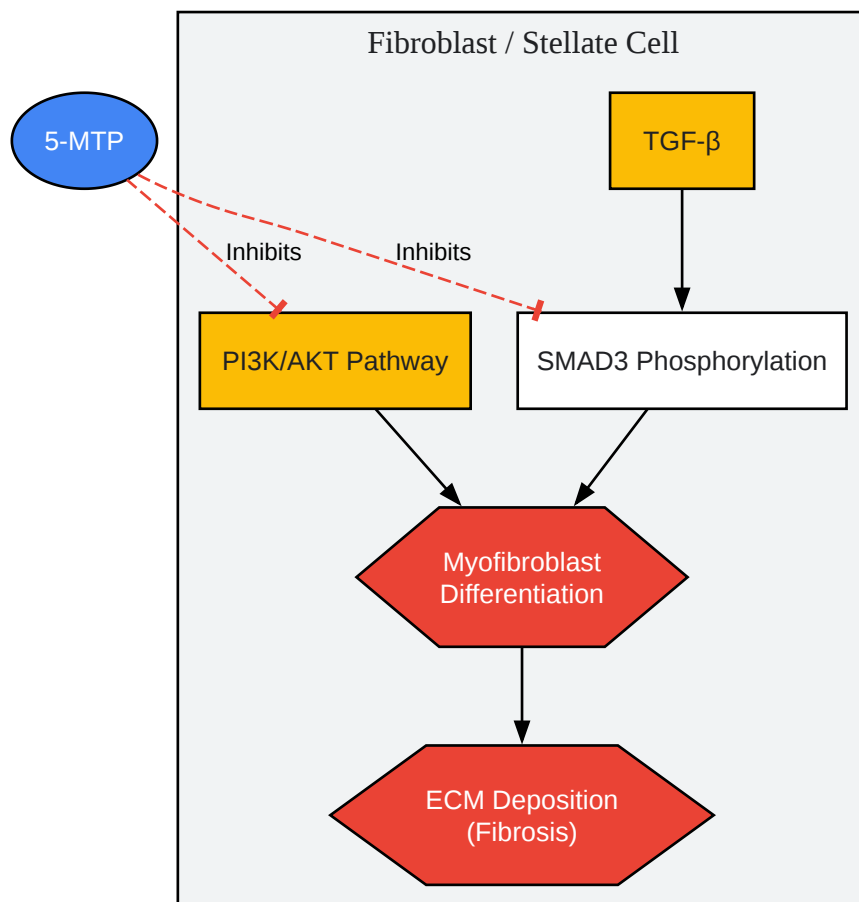 Fibroblast / Stellate Cell
5-MTP
TGF-β
Inhibits
Inhibits
PI3K/AKT Pathway
SMAD3 Phosphorylation
Myofibroblast
Differentiation
ECM Deposition
(Fibrosis)